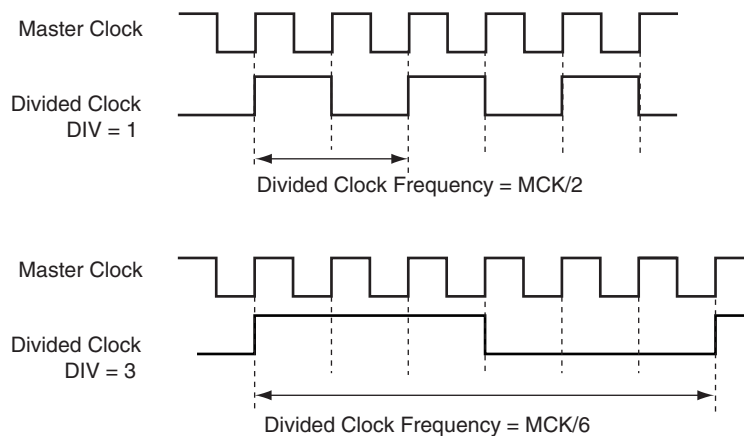 Master Clock
Divided Clock
DIV = 1
Divided Clock Frequency = MCK/2
Master Clock
Divided Clock
DIV = 3
Divided Clock Frequency = MCK/6